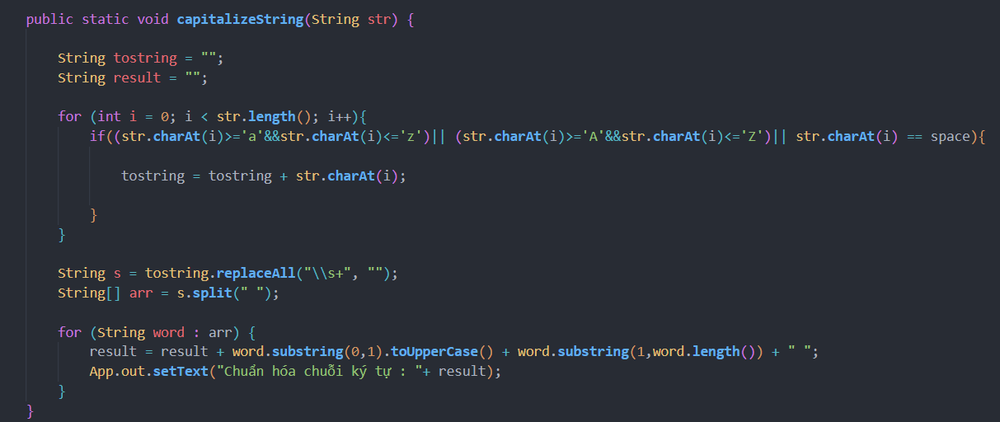 public static void capitalizeString(String str) {
String tostring = "";
String result = "";
for (int i = 0; i < str.length(); i++){
if((str.charAt(i)>='a'&&str.charAt(i)<='z')|| (str.charAt(i)>='A'&&str.charAt(i)<='Z')|| str.charAt(i) == space){
tostring = tostring + str.charAt(i);
}
}
String s = tostring.replaceAll("\\s+", "");
String[] arr = s.split(" ");
for (String word : arr) {
result = result + word.substring(0,1).toUpperCase() + word.substring(1,word.length()) + " ";
App.out.setText("Chuẩn hóa chuỗi ký tự : "+ result);
}
}